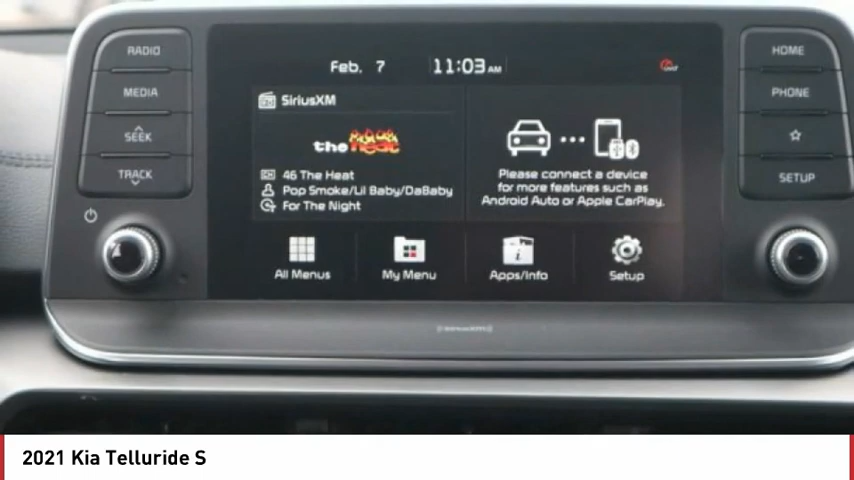 RADIO
MEDIA
SEEK
TRACK
Feb. 7
11:03 AM
SiriusXM
the heat
46 The Heat
Pop Smoke/Lil Baby/DaBaby
For The Night
Please connect a device
for more features such as
Android Auto or Apple CarPlay.
All Menus
My Menu
Apps/Info
Setup
HOME
PHONE
SETUP
((SiriusXM))
2021 Kia Telluride S